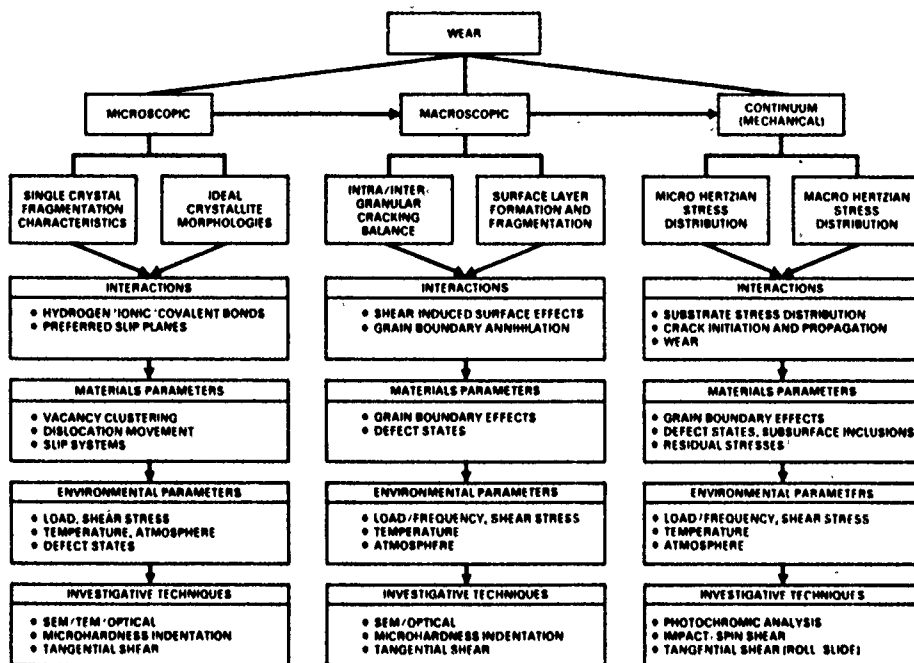 WEAR
MICROSCOPIC
MACROSCOPIC
CONTINUUM
(MECHANICAL)
SINGLE CRYSTAL
FRAGMENTATION
CHARACTERISTICS
IDEAL
CRYSTALLITE
MORPHOLOGIES
INTRA/INTER-
GRANULAR
CRACKING
BALANCE
SURFACE LAYER
FORMATION AND
FRAGMENTATION
MICRO HERTZIAN
STRESS
DISTRIBUTION
MACRO HERTZIAN
STRESS
DISTRIBUTION
INTERACTIONS
• HYDROGEN 'IONIC 'COVALENT BONDS
• PREFERRED SLIP PLANES
INTERACTIONS
• SHEAR INDUCED SURFACE EFFECTS
• GRAIN BOUNDARY ANNIHILATION
INTERACTIONS
• SUBSTRATE STRESS DISTRIBUTION
• CRACK INITIATION AND PROPAGATION
• WEAR
MATERIALS PARAMETERS
• VACANCY CLUSTERING
• DISLOCATION MOVEMENT
• SLIP SYSTEMS
MATERIALS PARAMETERS
• GRAIN BOUNDARY EFFECTS
• DEFECT STATES
MATERIALS PARAMETERS
• GRAIN BOUNDARY EFFECTS
• DEFECT STATES, SUBSURFACE INCLUSIONS
• RESIDUAL STRESSES
ENVIRONMENTAL PARAMETERS
• LOAD, SHEAR STRESS
• TEMPERATURE, ATMOSPHERE
• DEFECT STATES
ENVIRONMENTAL PARAMETERS
• LOAD/FREQUENCY, SHEAR STRESS
• TEMPERATURE
• ATMOSPHERE
ENVIRONMENTAL PARAMETERS
• LOAD/FREQUENCY, SHEAR STRESS
• TEMPERATURE
• ATMOSPHERE
INVESTIGATIVE TECHNIQUES
• SEM/TEM 'OPTICAL
• MICROHARDNESS INDENTATION
• TANGENTIAL SHEAR
INVESTIGATIVE TECHNIQUES
• SEM/OPTICAL
• MICROHARDNESS INDENTATION
• TANGENTIAL SHEAR
INVESTIGATIVE TECHNIQUES
• PHOTOCHROMIC ANALYSIS
• IMPACT, SPIN SHEAR
• TANGENTIAL SHEAR (ROLL SLIDE)